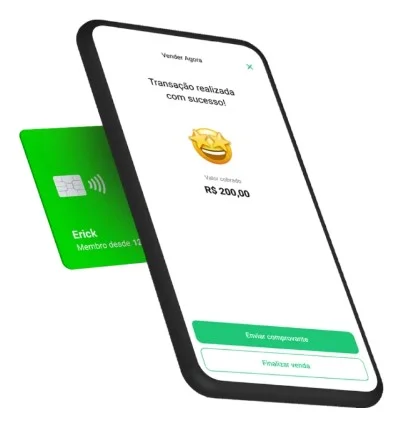 Vender Agora
Transação realizada
com sucesso!
Valor cobrado
R$ 200,00
Erick
Membro desde 12
Enviar comprovante
Finalizar venda